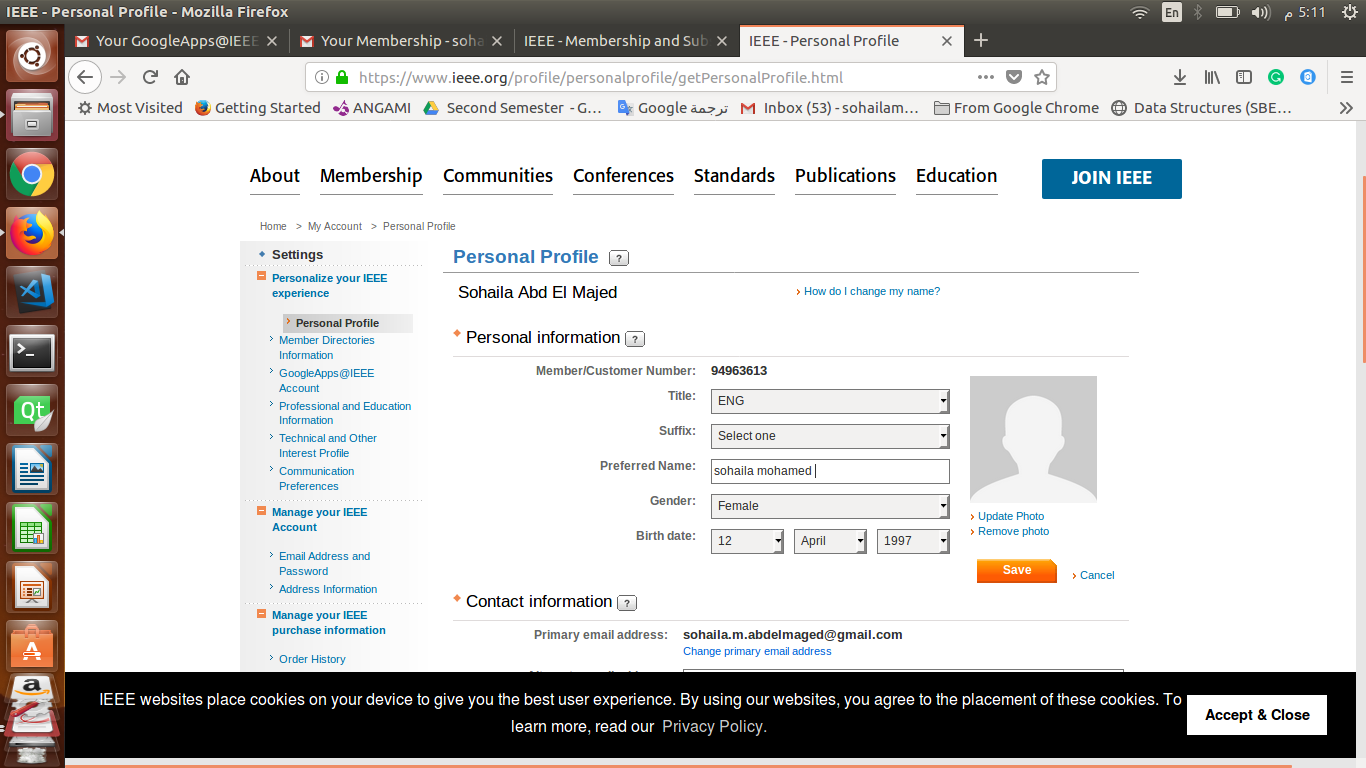 IEEE - Personal Profile - Mozilla Firefox
En
5:11 م
Your GoogleApps@IEEE
Your Membership - soha
IEEE - Membership and Sub
IEEE - Personal Profile
https://www.ieee.org/profile/personalprofile/getPersonalProfile.html
Most Visited
Getting Started
ANGAMI
Second Semester - G…
Google ترجمة
Inbox (53) - sohailam…
From Google Chrome
Data Structures (SBE…
About
Membership
Communities
Conferences
Standards
Publications
Education
JOIN IEEE
Home > My Account > Personal Profile
Settings
Personalize your IEEE
experience
Personal Profile
Member Directories
Information
GoogleApps@IEEE
Account
Professional and Education
Information
Technical and Other
Interest Profile
Communication
Preferences
Manage your IEEE
Account
Email Address and
Password
Address Information
Manage your IEEE
purchase information
Order History
Personal Profile ?
Sohaila Abd El Majed
How do I change my name?
Personal information ?
Member/Customer Number: 94963613
Title: ENG
Suffix: Select one
Preferred Name: sohaila mohamed
Gender: Female
Birth date: 12 April 1997
Update Photo
Remove photo
Save
Cancel
Contact information ?
Primary email address: sohaila.m.abdelmaged@gmail.com
Change primary email address
IEEE websites place cookies on your device to give you the best user experience. By using our websites, you agree to the placement of these cookies. To
learn more, read our Privacy Policy.
Accept & Close
Qt